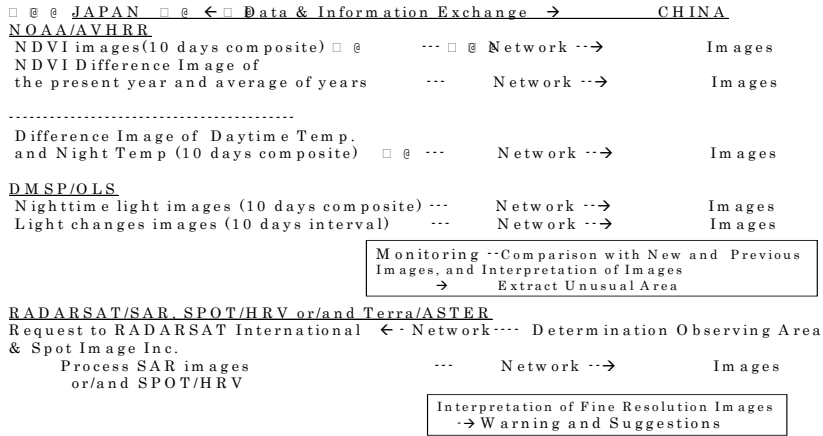 □ @ @ JAPAN □ @ ← □ Data & Information Exchange → CHINA
NOAA/AVHRR
NDVI images(10 days composite) □ @ --- □ @ Network --→ Images
NDVI Difference Image of
the present year and average of years --- Network --→ Images
---------------------------------------
Difference Image of Daytime Temp.
and Night Temp (10 days composite) □ @ --- Network --→ Images
DMSP/OLS
Nighttime light images (10 days composite) --- Network --→ Images
Light changes images (10 days interval) --- Network --→ Images
Monitoring --Comparison with New and Previous
Images, and Interpretation of Images
→ Extract Unusual Area
RADARSAT/SAR, SPOT/HRV or/and Terra/ASTER
Request to RADARSAT International ← - Network---- Determination Observing Area
& Spot Image Inc.
Process SAR images --- Network --→ Images
or/and SPOT/HRV
Interpretation of Fine Resolution Images
-→ Warning and Suggestions